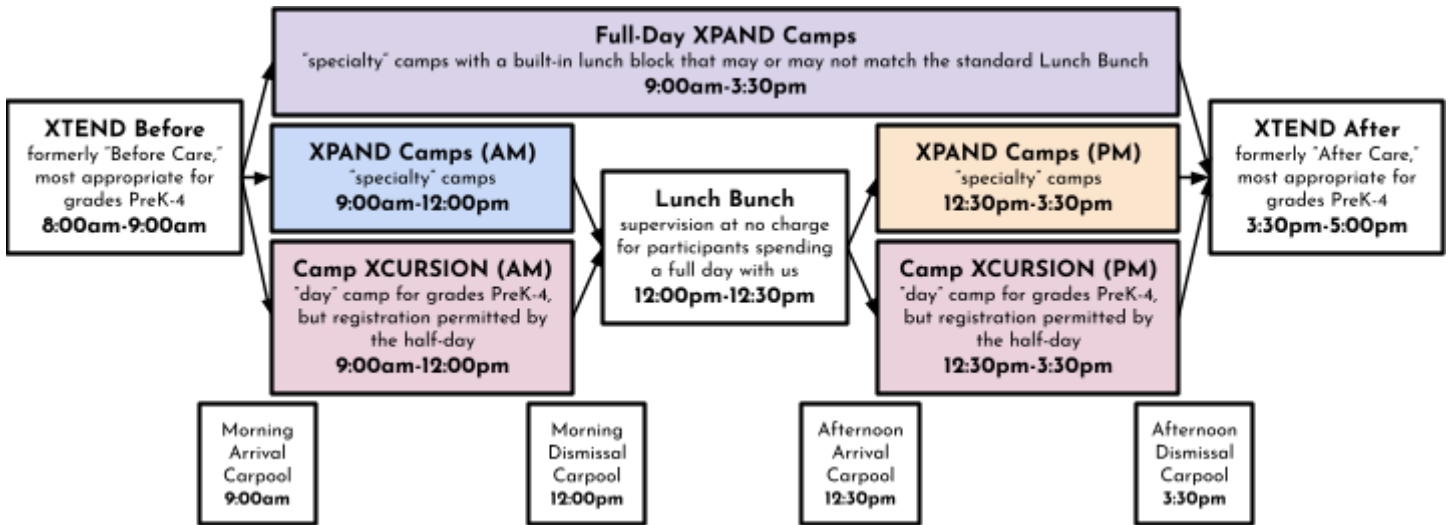 Full-Day XPAND Camps
"specialty" camps with a built-in lunch block that may or may not match the standard Lunch Bunch
9:00am-3:30pm
XTEND Before
formerly "Before Care,"
most appropriate for
grades PreK-4
8:00am-9:00am
XPAND Camps (AM)
"specialty" camps
9:00am-12:00pm
Camp XCURSION (AM)
"day" camp for grades PreK-4,
but registration permitted by
the half-day
9:00am-12:00pm
Lunch Bunch
supervision at no charge
for participants spending
a full day with us
12:00pm-12:30pm
XPAND Camps (PM)
"specialty" camps
12:30pm-3:30pm
Camp XCURSION (PM)
"day" camp for grades PreK-4,
but registration permitted by
the half-day
12:30pm-3:30pm
XTEND After
formerly "After Care,"
most appropriate for
grades PreK-4
3:30pm-5:00pm
Morning
Arrival
Carpool
9:00am
Morning
Dismissal
Carpool
12:00pm
Afternoon
Arrival
Carpool
12:30pm
Afternoon
Dismissal
Carpool
3:30pm